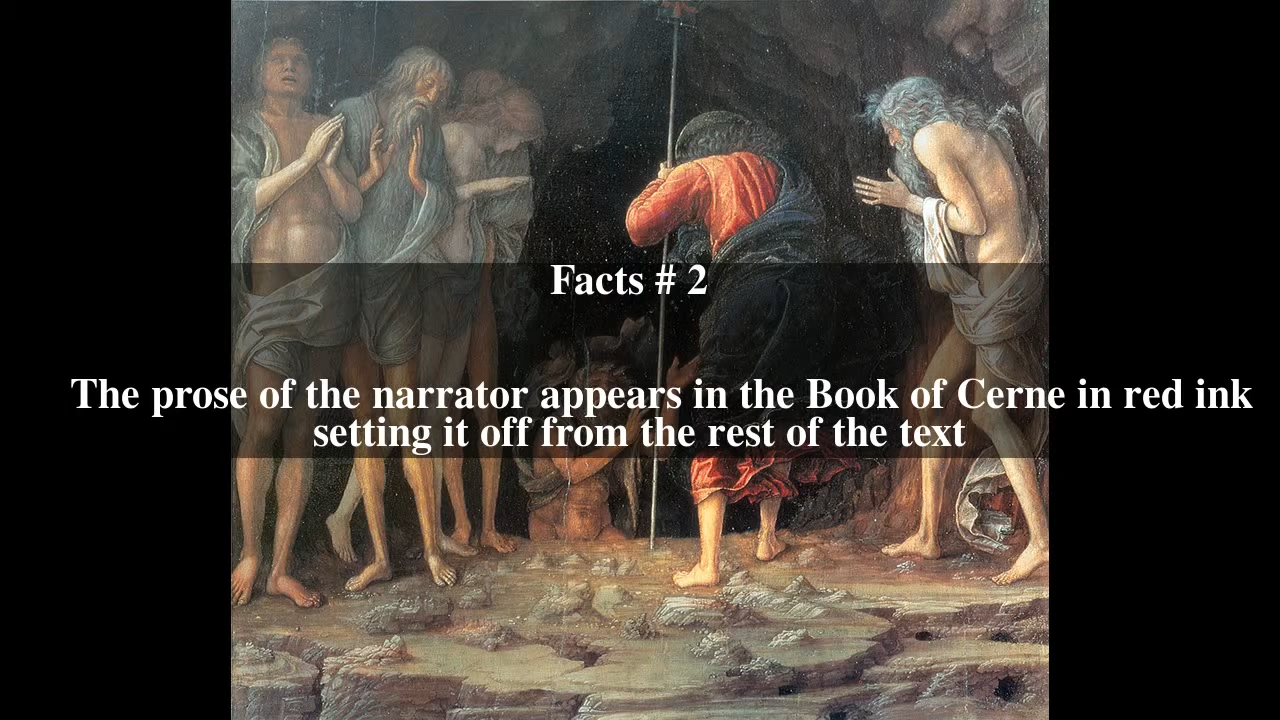 Facts # 2
The prose of the narrator appears in the Book of Cerne in red ink
setting it off from the rest of the text